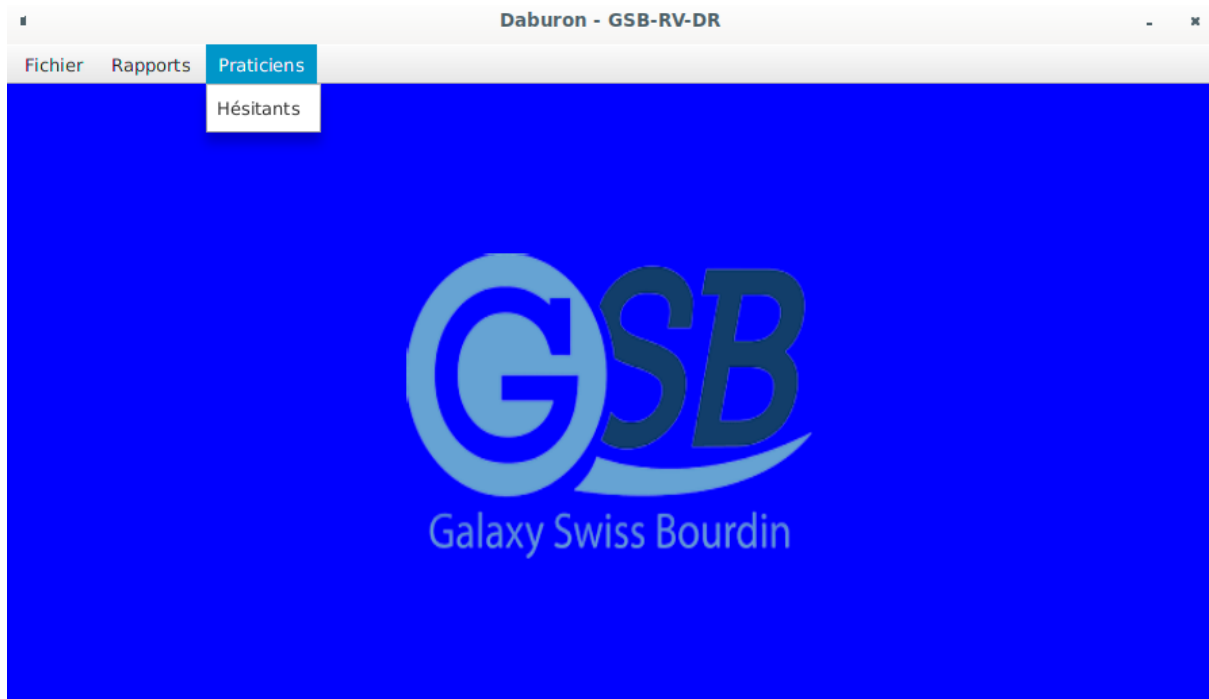 Daburon - GSB-RV-DR
Fichier Rapports Praticiens
Hésitants
GSB
Galaxy Swiss Bourdin